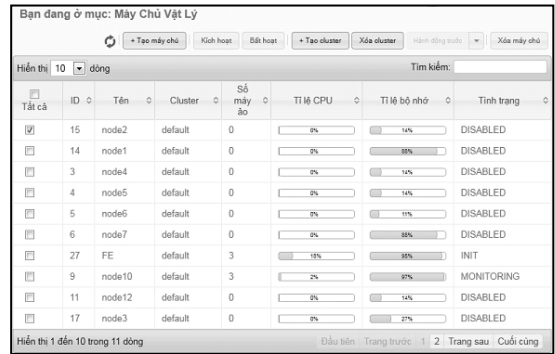 Bạn đang ở mục: Máy Chủ Vật Lý
+ Tạo máy chủ Kích hoạt Bất hoạt + Tạo cluster Xóa cluster Hành động trước Xóa máy chủ
Hiển thị 10 dòng Tìm kiếm:
Tất cả ID Tên Cluster Số máy ảo Tỉ lệ CPU Tỉ lệ bộ nhớ Tình trạng
15 node2 default 0 0% 14% DISABLED
14 node1 default 0 0% DISABLED
3 node4 default 0 0% 14% DISABLED
4 node5 default 0 0% 14% DISABLED
5 node6 default 0 0% 11% DISABLED
6 node7 default 0 0% DISABLED
27 FE default 3 95% INIT
9 node10 default 3 2% 97% MONITORING
11 node12 default 0 0% 14% DISABLED
17 node3 default 0 0% 27% DISABLED
Hiển thị 1 đến 10 trong 11 dòng Đầu tiên Trang trước 1 2 Trang sau Cuối cùng